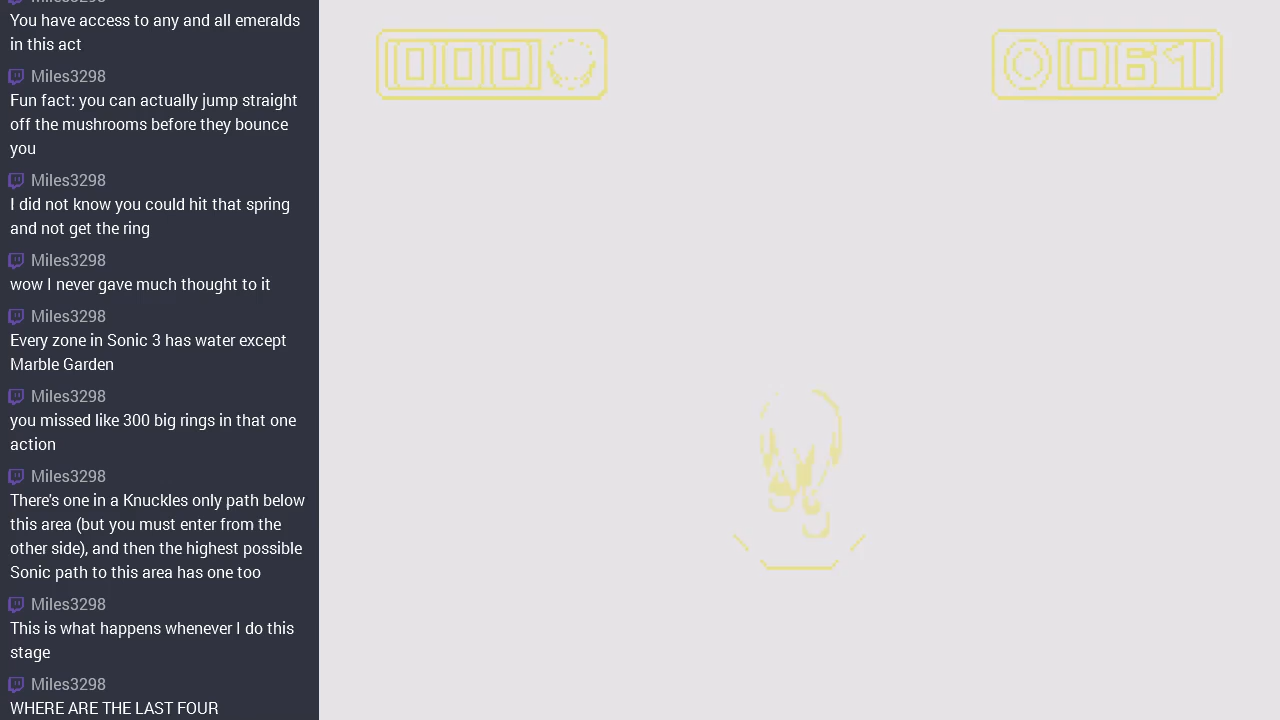 Miles3298
You have access to any and all emeralds
in this act
Miles3298
Fun fact: you can actually jump straight
off the mushrooms before they bounce
you
Miles3298
I did not know you could hit that spring
and not get the ring
Miles3298
wow I never gave much thought to it
Miles3298
Every zone in Sonic 3 has water except
Marble Garden
Miles3298
you missed like 300 big rings in that one
action
Miles3298
There's one in a Knuckles only path below
this area (but you must enter from the
other side), and then the highest possible
Sonic path to this area has one too
Miles3298
This is what happens whenever I do this
stage
Miles3298
WHERE ARE THE LAST FOUR
000
061